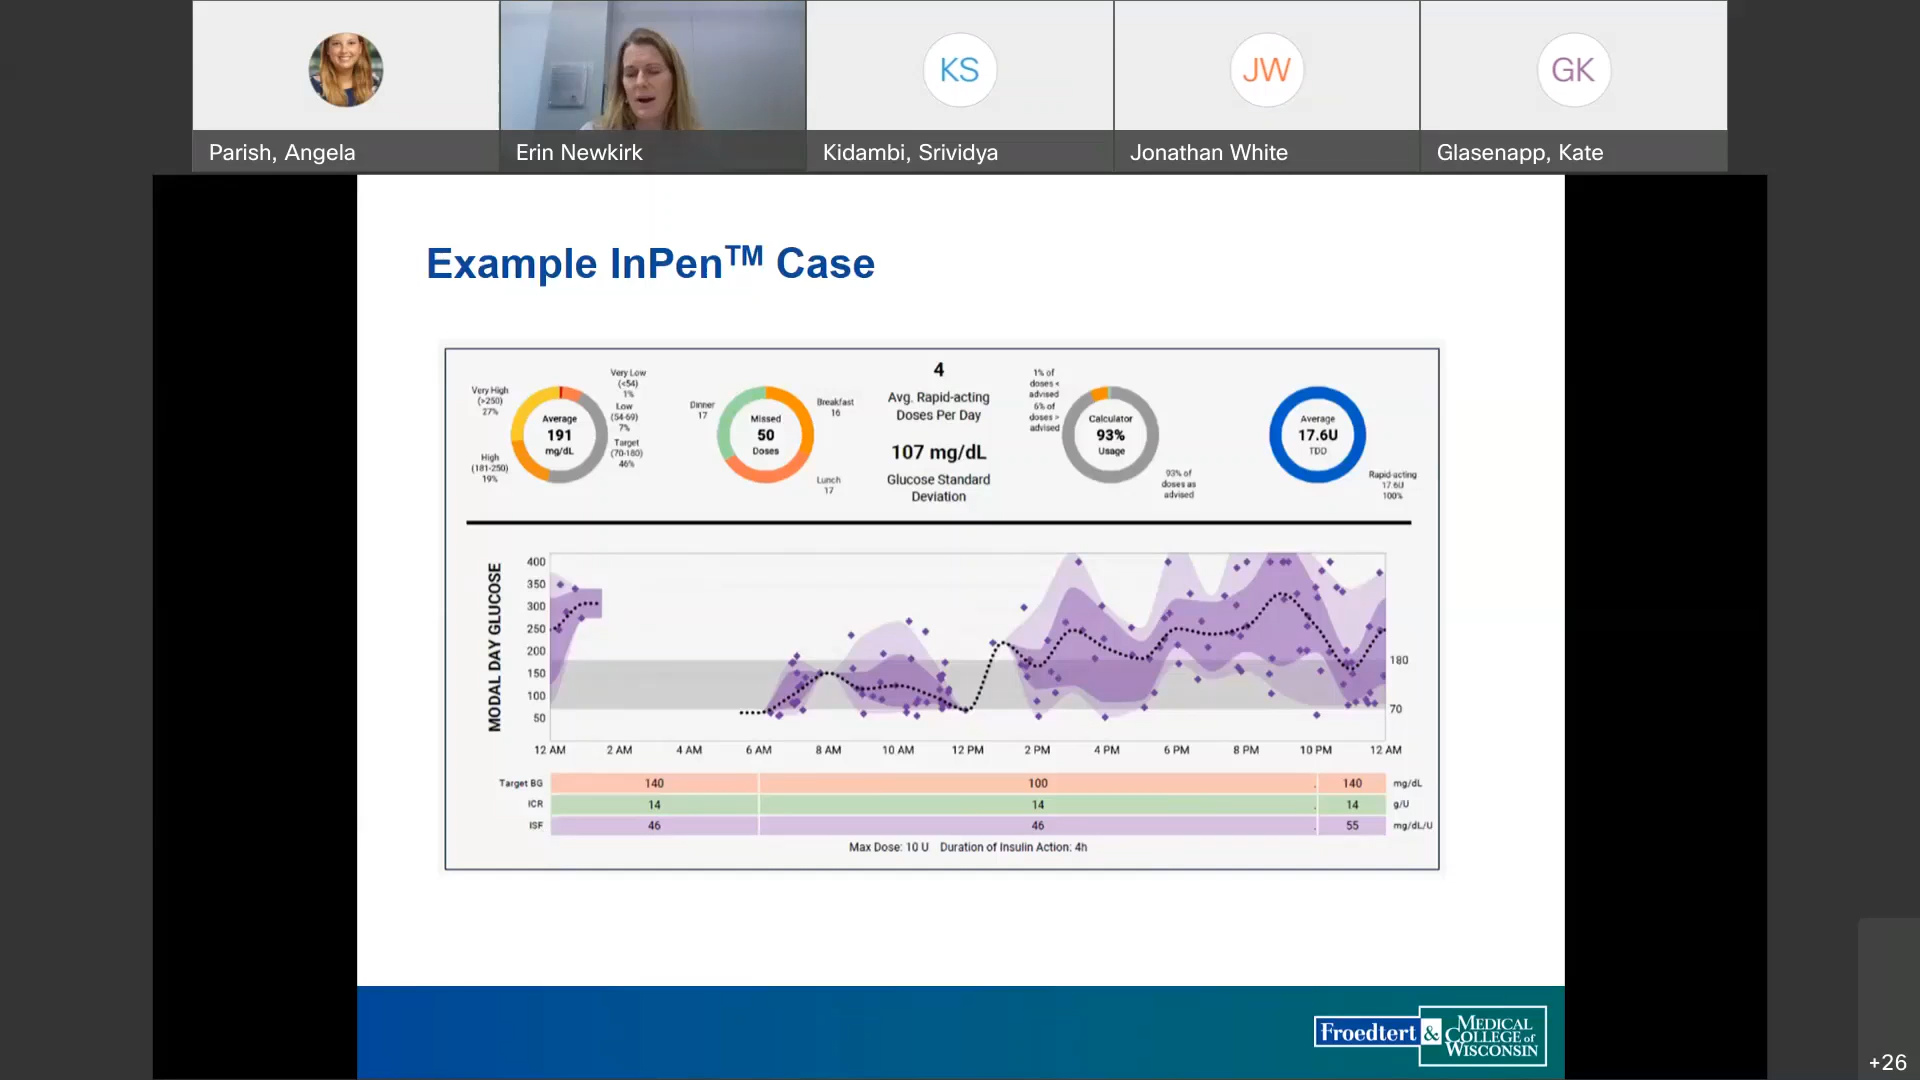 KS
JW
GK
Parish, Angela
Erin Newkirk
Kidambi, Srividya
Jonathan White
Glasenapp, Kate
Example InPen™ Case
Very High
(>250)
27%
Very Low
(<54)
1%
Low
(54-69)
7%
Target
(70-180)
46%
High
(181-250)
19%
Average
191
mg/dL
Dinner
17
Missed
50
Doses
Breakfast
16
Lunch
17
4
Avg. Rapid-acting
Doses Per Day
107 mg/dL
Glucose Standard
Deviation
1% of
doses <
advised
6% of
doses >
advised
Calculator
93%
Usage
93% of
doses as
advised
Average
17.6U
TDD
Rapid-acting
17.6U
100%
MODAL DAY GLUCOSE
400
350
300
250
200
150
100
50
180
70
12 AM 2 AM 4 AM 6 AM 8 AM 10 AM 12 PM 2 PM 4 PM 6 PM 8 PM 10 PM 12 AM
Target BG 140 100 140 mg/dL
ICR 14 14 14 g/U
ISF 46 46 55 mg/dL/U
Max Dose: 10 U Duration of Insulin Action: 4h
Froedtert & MEDICAL
COLLEGE of
WISCONSIN
+26